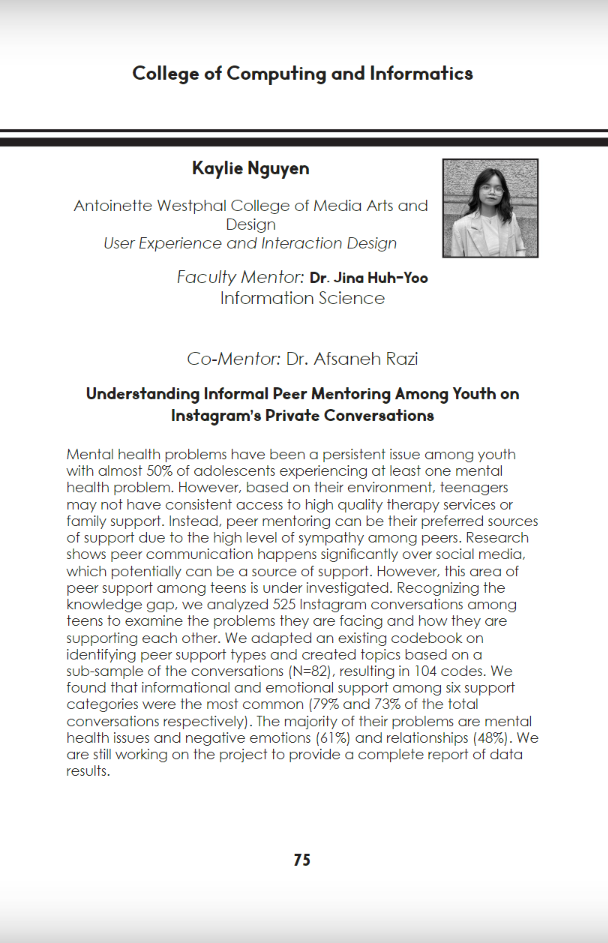 College of Computing and Informatics
Kaylie Nguyen
Antoinette Westphal College of Media Arts and
Design
User Experience and Interaction Design
Faculty Mentor: Dr. Jina Huh-Yoo
Information Science
Co-Mentor: Dr. Afsaneh Razi
Understanding Informal Peer Mentoring Among Youth on
Instagram's Private Conversations
Mental health problems have been a persistent issue among youth
with almost 50% of adolescents experiencing at least one mental
health problem. However, based on their environment, teenagers
may not have consistent access to high quality therapy services or
family support. Instead, peer mentoring can be their preferred sources
of support due to the high level of sympathy among peers. Research
shows peer communication happens significantly over social media,
which potentially can be a source of support. However, this area of
peer support among teens is under investigated. Recognizing the
knowledge gap, we analyzed 525 Instagram conversations among
teens to examine the problems they are facing and how they are
supporting each other. We adapted an existing codebook on
identifying peer support types and created topics based on a
sub-sample of the conversations (N=82), resulting in 104 codes. We
found that informational and emotional support among six support
categories were the most common (79% and 73% of the total
conversations respectively). The majority of their problems are mental
health issues and negative emotions (61%) and relationships (48%). We
are still working on the project to provide a complete report of data
results.
75